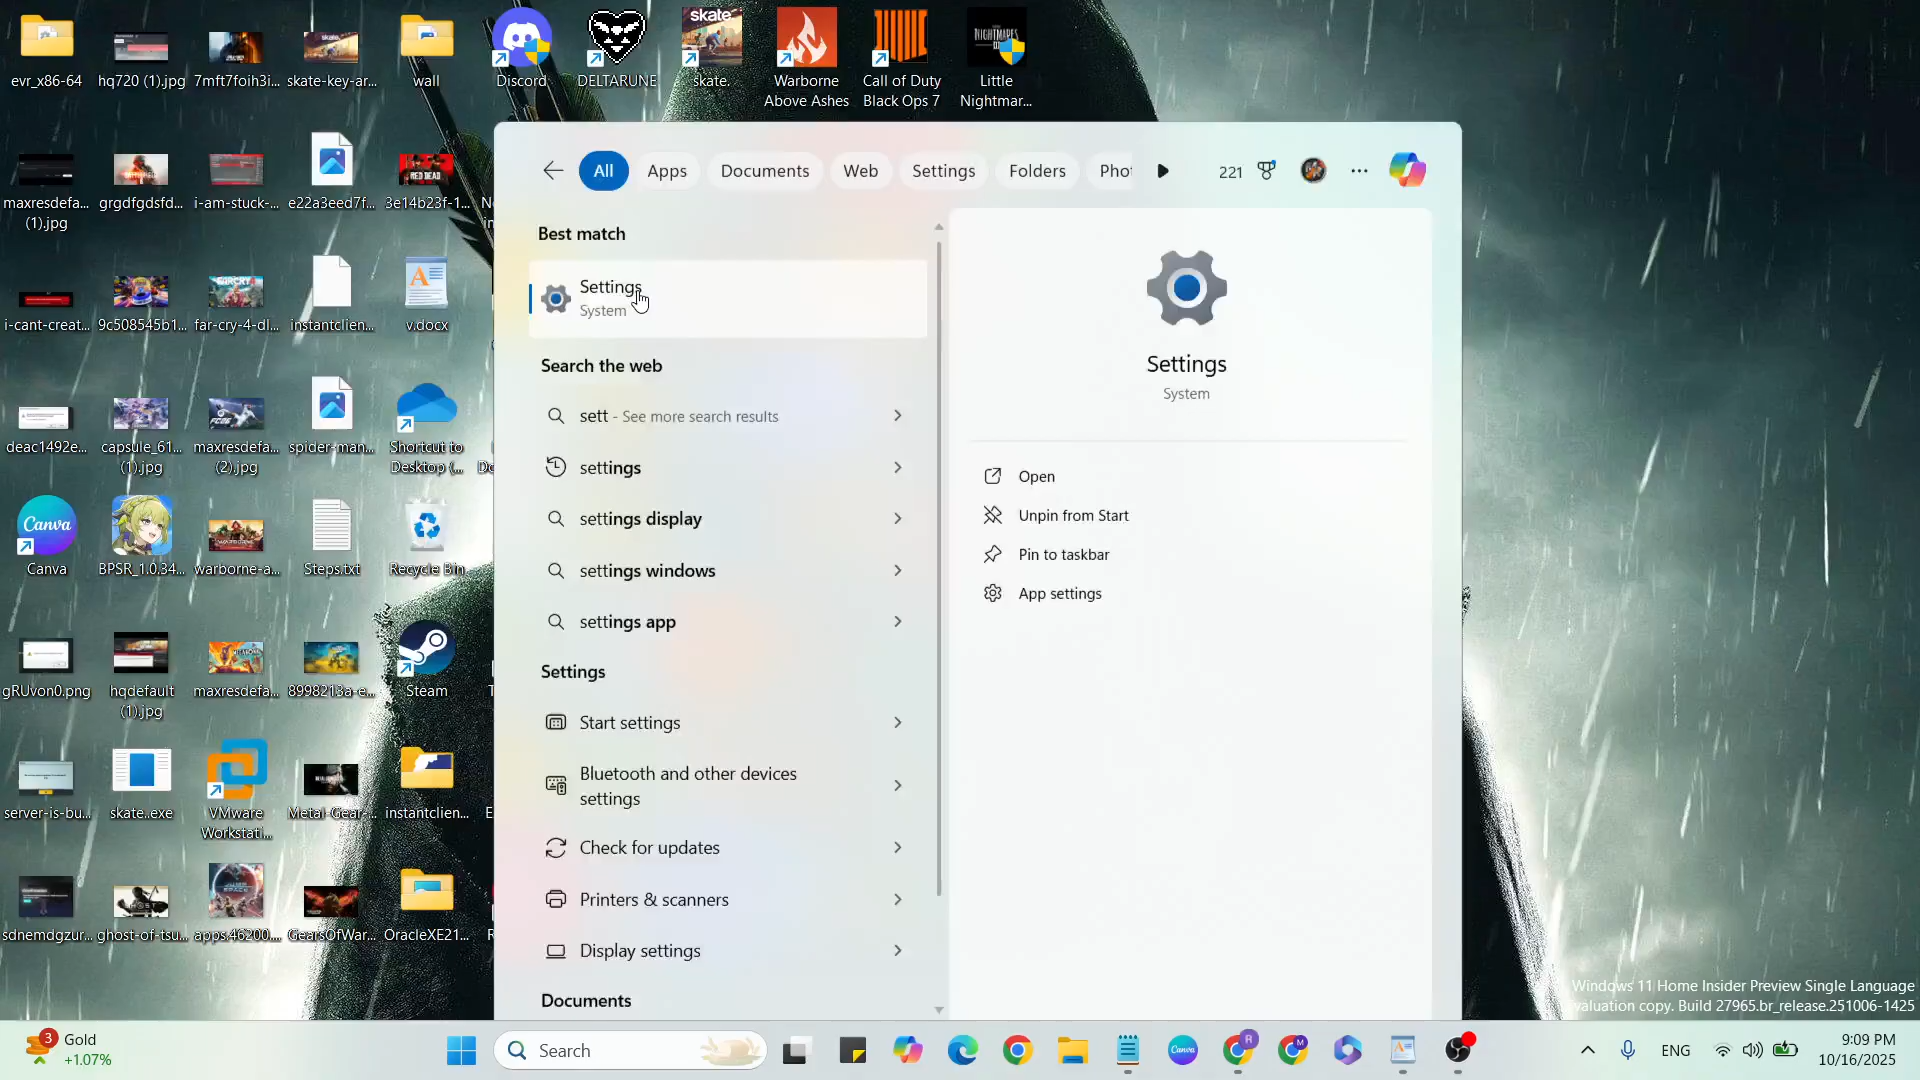 evr_x86-64
hq720 (1).jpg
7mft7foih3i...
skate-key-ar...
wall
Discord
DELTARUNE
skate.
skate.
Warborne
Above Ashes
Call of Duty
Black Ops 7
NIGHTMARES
Little
Nightmar...
maxresdefa...
(1).jpg
grgdfgdsfd...
i-am-stuck-...
e22a3eed7f...
RED DEAD
3e14b23f-1...
i-cant-creat...
9c508545b1...
FARCRY 4
far-cry-4-dl...
instantclien...
v.docx
deac1492e...
capsule_61...
(1).jpg
maxresdefa...
(2).jpg
spider-man...
Shortcut to
Desktop (...
Canva
Canva
BPSR_1.0.34...
warborne-a...
Steps.txt
Recycle Bin
gRUvon0.png
hqdefault
(1).jpg
maxresdefa...
8998213a-e...
Steam
server-is-bu...
skate..exe
VMware
Workstati...
Metal-Gear-...
instantclien...
sdnemdgzur...
ghost-of-tsu...
apps.46200....
GearsOfWar...
OracleXE21...
All
Apps
Documents
Web
Settings
Folders
Phot
221
Best match
Settings
System
Search the web
sett - See more search results
settings
settings display
settings windows
settings app
Settings
Start settings
Bluetooth and other devices
settings
Check for updates
Printers & scanners
Display settings
Documents
Settings
System
Open
Unpin from Start
Pin to taskbar
App settings
Windows 11 Home Insider Preview Single Language
valuation copy. Build 27965.br_release.251006-1425
3
Gold
+1.07%
Search
Canva
R
M
ENG
9:09 PM
10/16/2025